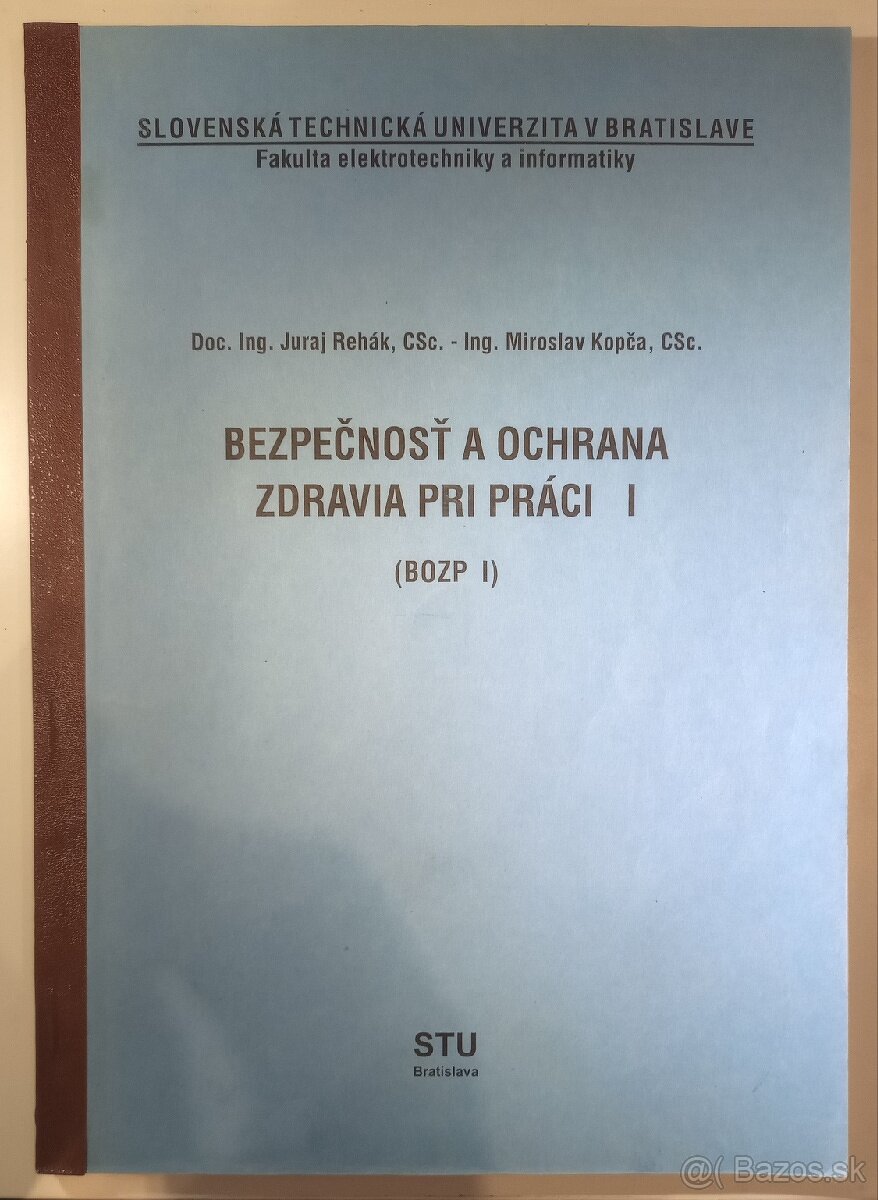 SLOVENSKÁ TECHNICKÁ UNIVERZITA V BRATISLAVE
Fakulta elektrotechniky a informatiky
Doc. Ing. Juraj Rehák, CSc. - Ing. Miroslav Kopča, CSc.
BEZPEČNOSŤ A OCHRANA
ZDRAVIA PRI PRÁCI I
(BOZP I)
STU
Bratislava
@( Bazos.sk